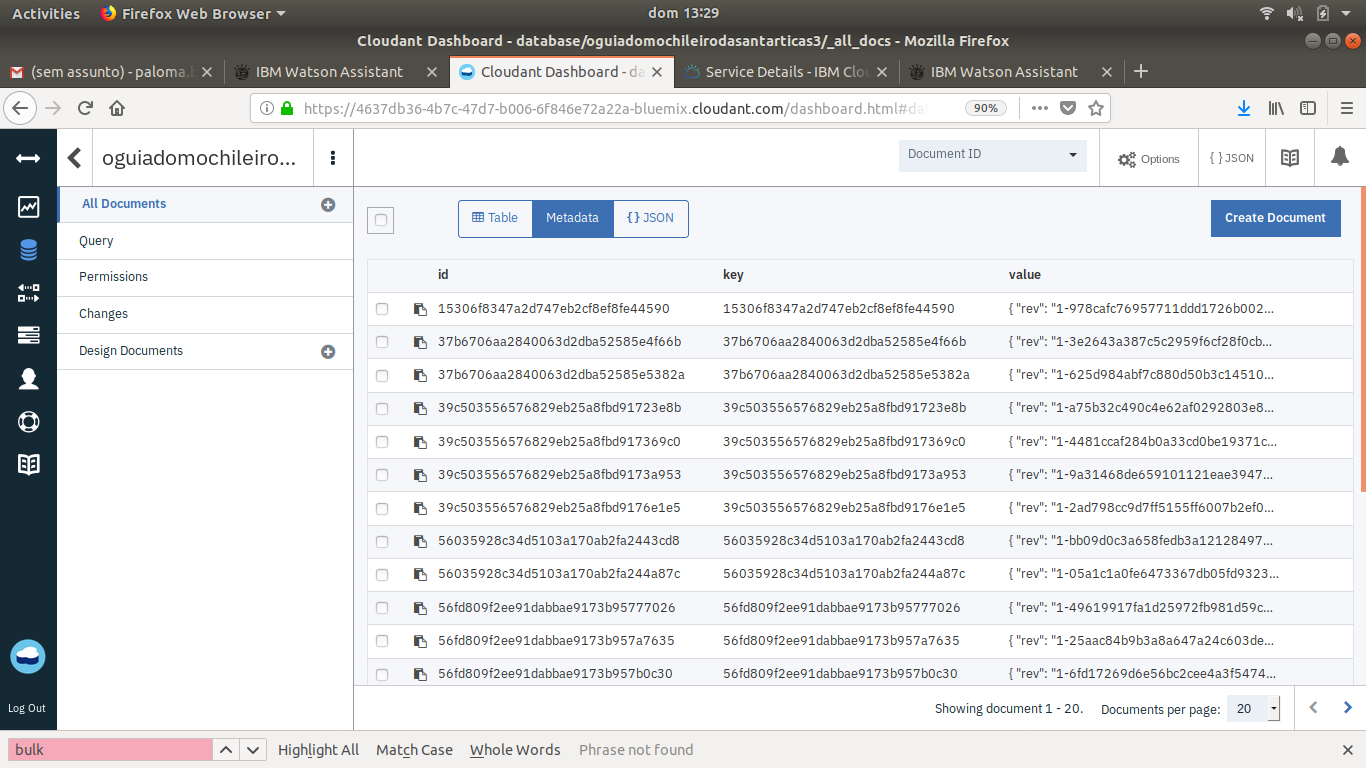 Activities Firefox Web Browser dom 13:29
Cloudant Dashboard - database/oguiadomochileirodasantarticas3/_all_docs - Mozilla Firefox
(sem assunto) - paloma. IBM Watson Assistant Cloudant Dashboard - da Service Details - IBM Clo IBM Watson Assistant
https://4637db36-4b7c-47d7-b006-6f846e72a22a-bluemix.cloudant.com/dashboard.html#da 90%
oguiadomochileiro... Document ID Options { } JSON
All Documents
Query
Permissions
Changes
Design Documents
Log Out
Table Metadata {} JSON Create Document
id key value
15306f8347a2d747eb2cf8ef8fe44590 15306f8347a2d747eb2cf8ef8fe44590 { "rev": "1-978cafc76957711ddd1726b002...
37b6706aa2840063d2dba52585e4f66b 37b6706aa2840063d2dba52585e4f66b { "rev": "1-3e2643a387c5c2959f6cf28f0cb...
37b6706aa2840063d2dba52585e5382a 37b6706aa2840063d2dba52585e5382a { "rev": "1-625d984abf7c880d50b3c14510...
39c503556576829eb25a8fbd91723e8b 39c503556576829eb25a8fbd91723e8b { "rev": "1-a75b32c490c4e62af0292803e8...
39c503556576829eb25a8fbd917369c0 39c503556576829eb25a8fbd917369c0 { "rev": "1-4481ccaf284b0a33cd0be19371c...
39c503556576829eb25a8fbd9173a953 39c503556576829eb25a8fbd9173a953 { "rev": "1-9a31468de659101121eae3947...
39c503556576829eb25a8fbd9176e1e5 39c503556576829eb25a8fbd9176e1e5 { "rev": "1-2ad798cc9d7ff5155ff6007b2ef0...
56035928c34d5103a170ab2fa2443cd8 56035928c34d5103a170ab2fa2443cd8 { "rev": "1-bb09d0c3a658fedb3a12128497...
56035928c34d5103a170ab2fa244a87c 56035928c34d5103a170ab2fa244a87c { "rev": "1-05a1c1a0fe6473367db05fd9323...
56fd809f2ee91dabbae9173b95777026 56fd809f2ee91dabbae9173b95777026 { "rev": "1-49619917fa1d25972fb981d59c...
56fd809f2ee91dabbae9173b957a7635 56fd809f2ee91dabbae9173b957a7635 { "rev": "1-25aac84b9b3a8a647a24c603de...
56fd809f2ee91dabbae9173b957b0c30 56fd809f2ee91dabbae9173b957b0c30 { "rev": "1-6fd17269d6e56bc2cee4a3f5474...
Showing document 1 - 20. Documents per page: 20
bulk Highlight All Match Case Whole Words Phrase not found